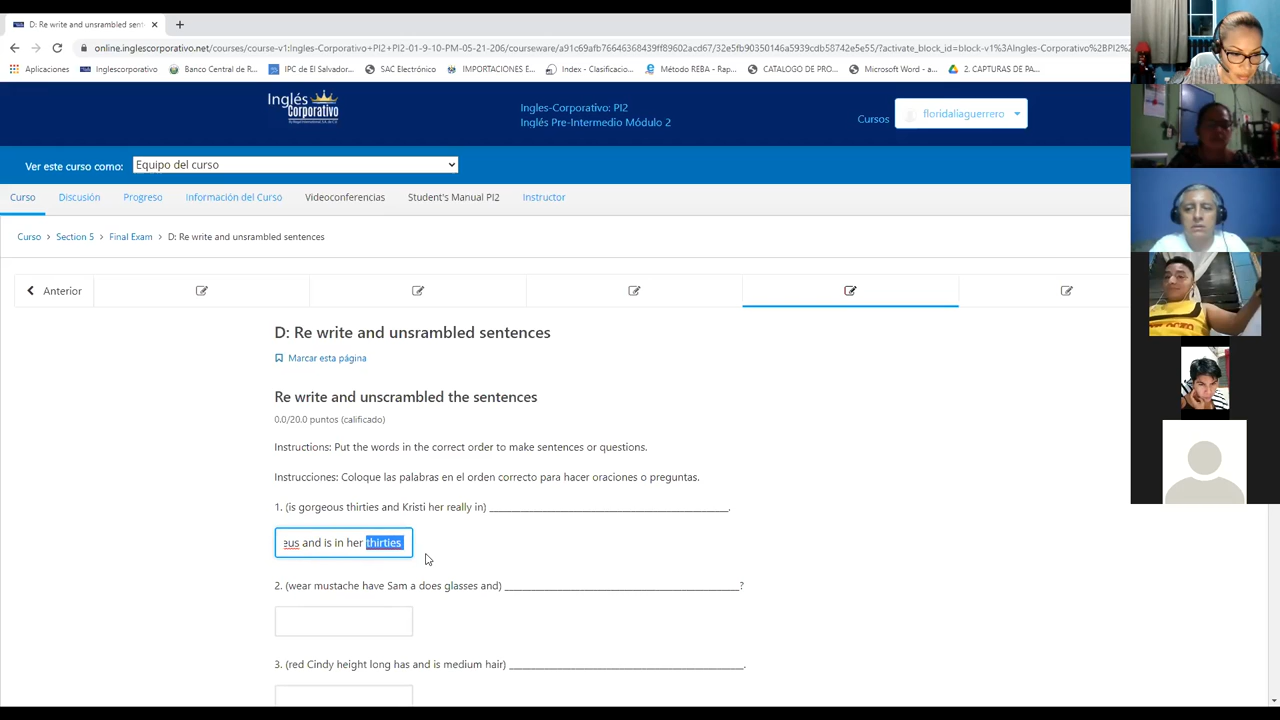 D: Re write and unsrambled sent
online.inglescorporativo.net/courses/course-v1:Ingles-Corporativo+PI2+PI2-01-9-10-PM-05-21-lab/courseware/a91c69afb76646368439ff89602acd67/32e5fb90350146a5939cdb58742e5e55/?activate_block_id=block-v1%3AIngles-Corporativo%2BPI2%
Aplicaciones
Inglescorporativo
Banco Central de R...
IPC de El Salvador...
SAC Electrónico
IMPORTACIONES E...
Index - Clasificacio...
Método REBA - Rap...
CATALOGO DE PRO...
Microsoft Word - a...
2. CAPTURAS DE PA...
Inglés
Corporativo
Ingles-Corporativo: PI2
Inglés Pre-Intermedio Módulo 2
Cursos
floridaliaguerrero
Ver este curso como:
Equipo del curso
Curso
Discusión
Progreso
Información del Curso
Videoconferencias
Student's Manual PI2
Instructor
Curso > Section 5 > Final Exam > D: Re write and unsrambled sentences
Anterior
D: Re write and unsrambled sentences
Marcar esta página
Re write and unscrambled the sentences
0.0/20.0 puntos (calificado)
Instructions: Put the words in the correct order to make sentences or questions.
Instrucciones: Coloque las palabras en el orden correcto para hacer oraciones o preguntas.
1. (is gorgeous thirties and Kristi her really in) ______________________________.
eus and is in her thirties
2. (wear mustache have Sam a does glasses and) ______________________________?
3. (red Cindy height long has and is medium hair) ______________________________.